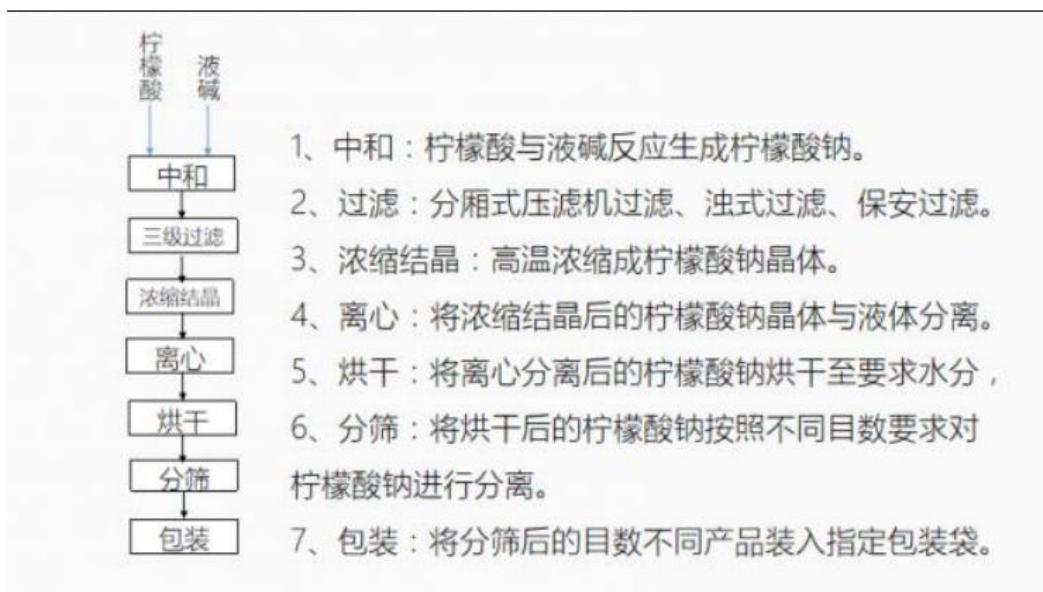 柠檬酸
液碱
中和
三级过滤
浓缩结晶
离心
烘干
分筛
包装
1、中和：柠檬酸与液碱反应生成柠檬酸钠。
2、过滤：分厢式压滤机过滤、浊式过滤、保安过滤。
3、浓缩结晶：高温浓缩成柠檬酸钠晶体。
4、离心：将浓缩结晶后的柠檬酸钠晶体与液体分离。
5、烘干：将离心分离后的柠檬酸钠烘干至要求水分，
6、分筛：将烘干后的柠檬酸钠按照不同目数要求对
柠檬酸钠进行分离。
7、包装：将分筛后的目数不同产品装入指定包装袋。